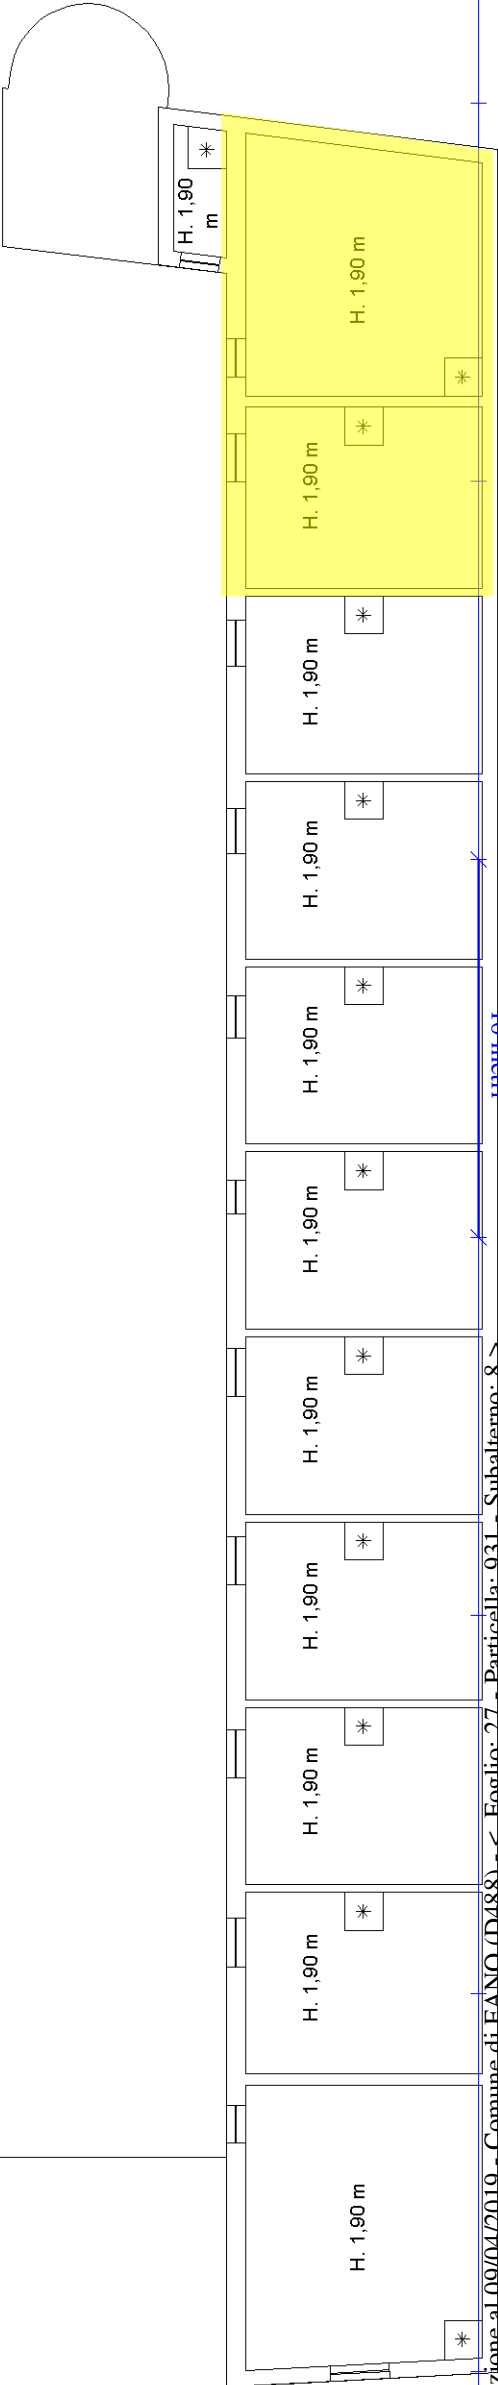 H. 1,90
m
H. 1,90 m
H. 1,90 m
H. 1,90 m
H. 1,90 m
H. 1,90 m
H. 1,90 m
H. 1,90 m
H. 1,90 m
H. 1,90 m
H. 1,90 m
H. 1,90 m
10 metri
zione al 09/04/2019 - Comune di FANO (D488) - < Foglio: 27 - Particella: 931 - Subalterno: 8 >